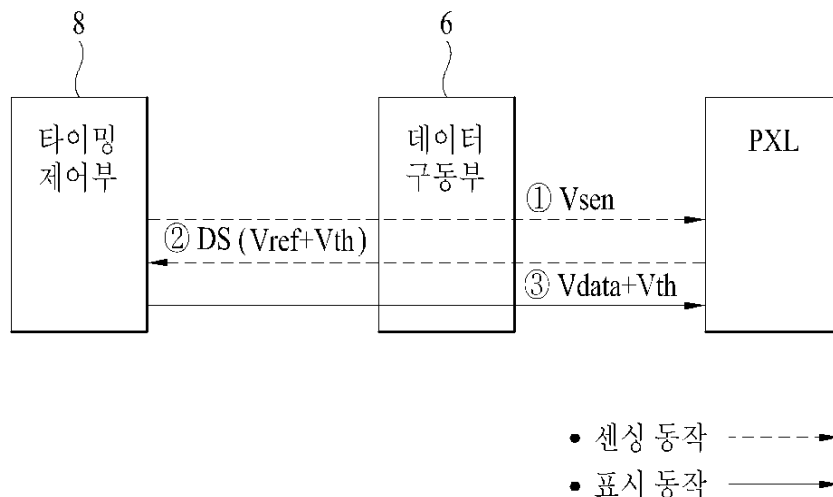 8
6
타이밍
제어부
데이터
구동부
PXL
① Vsen
② DS (Vref+Vth)
③ Vdata+Vth
• 센싱 동작
• 표시 동작